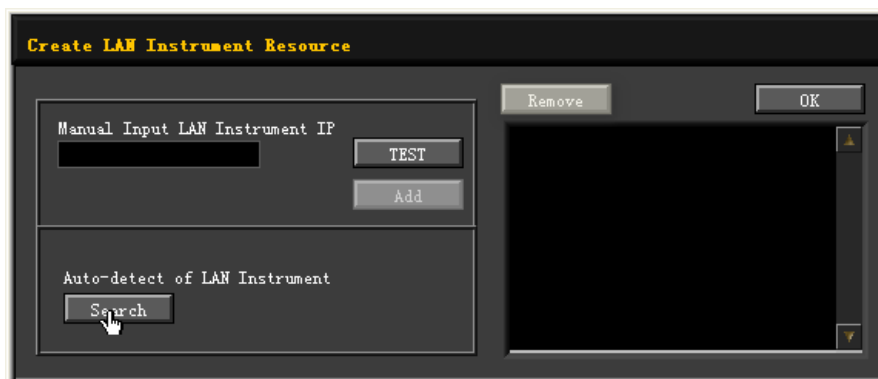 Create LAN Instrument Resource
Manual Input LAN Instrument IP
TEST
Add
Auto-detect of LAN Instrument
Search
Remove
OK